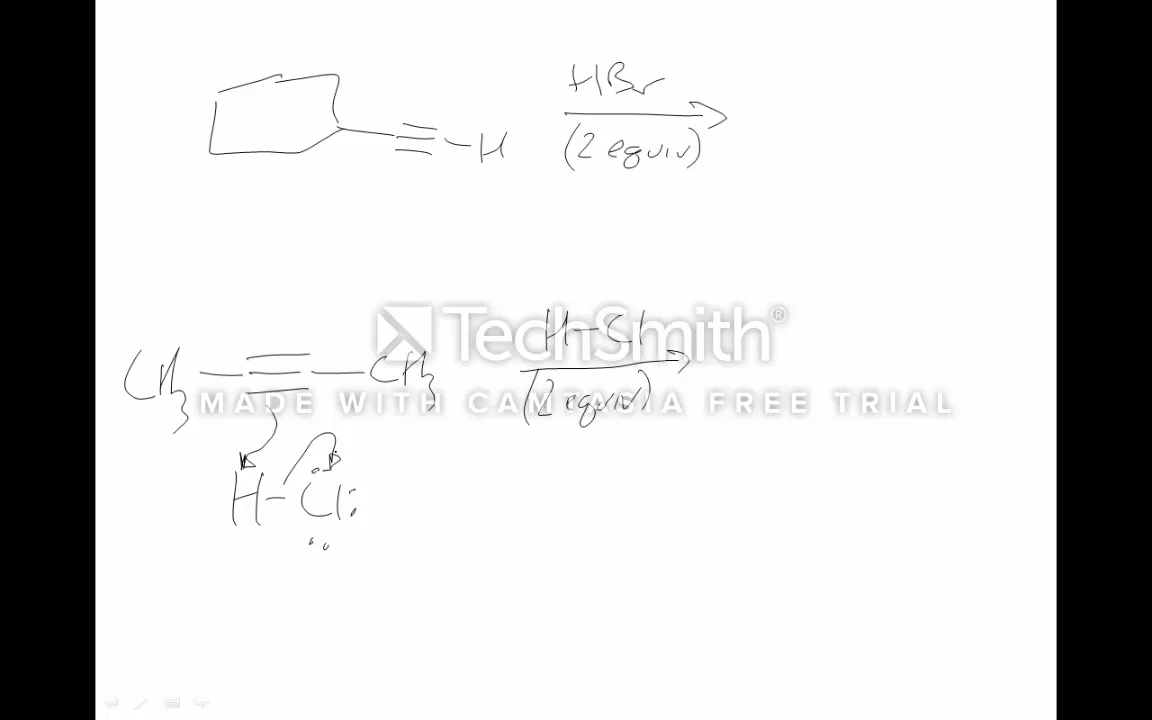 HBr
≡—H
(2 equiv)
TechSmith®
H—Cl
CH3—≡—CH3
(2 equiv)
MADE WITH CAMTASIA FREE TRIAL
H—Cl: